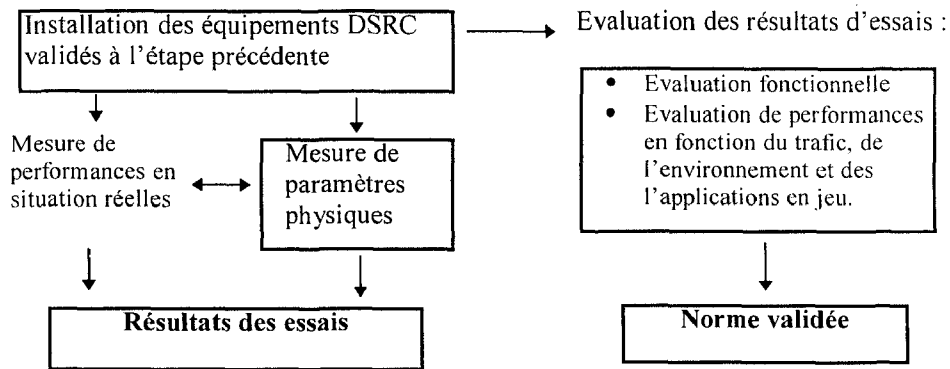 Installation des équipements DSRC
validés à l'étape précédente
Evaluation des résultats d'essais :
• Evaluation fonctionnelle
• Evaluation de performances
en fonction du trafic, de
l'environnement et des
l'applications en jeu.
Mesure de
performances en
situation réelles
Mesure de
paramètres
physiques
Résultats des essais
Norme validée